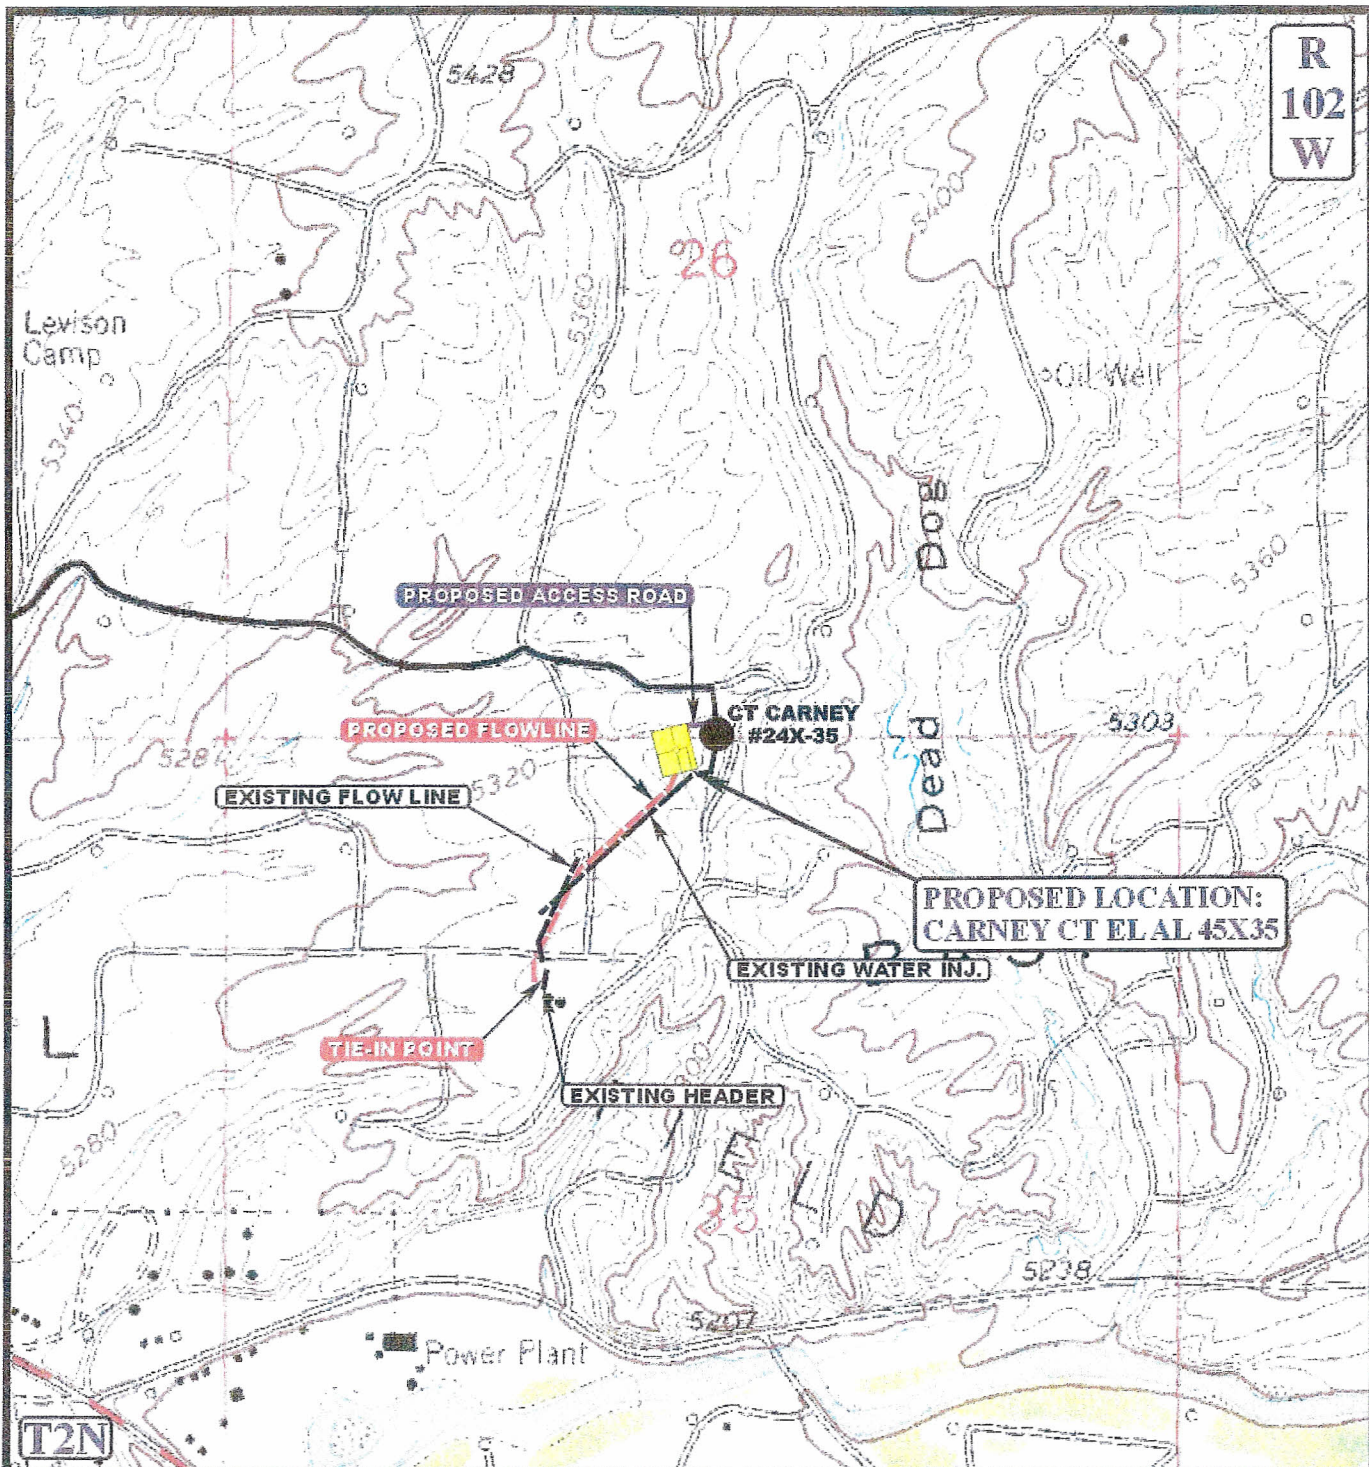 R
102
W
5428
26
5400
5360
Levison
Camp
Oil Well
5340
Dog
5360
PROPOSED ACCESS ROAD
CT CARNEY
#24X-35
PROPOSED FLOWLINE
5303
Dead
5320
EXISTING FLOW LINE
PROPOSED LOCATION:
CARNEY CT ELAL 45X35
EXISTING WATER INJ.
L
TIE-IN POINT
EXISTING HEADER
5280
E
L
D
35
5238
5207
Power Plant
T2N